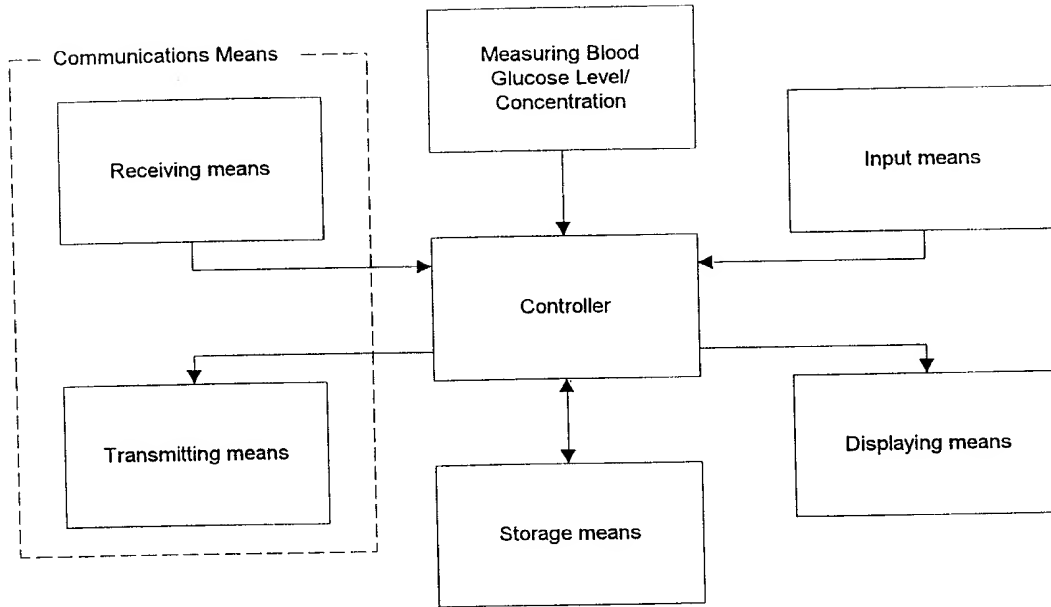 Communications Means
Measuring Blood
Glucose Level/
Concentration
Receiving means
Input means
Controller
Transmitting means
Displaying means
Storage means